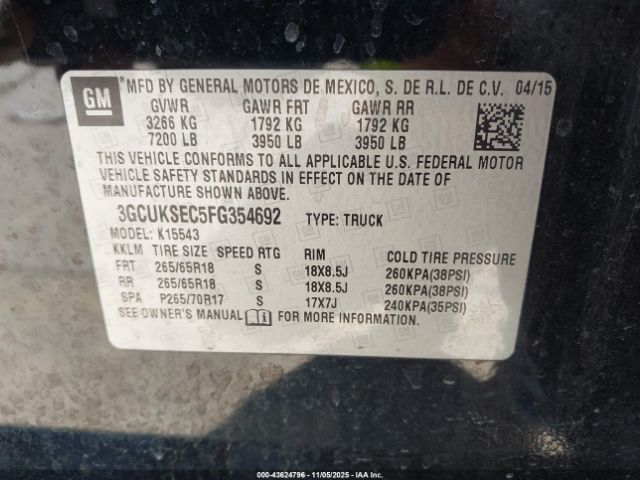 GM
MFD BY GENERAL MOTORS DE MEXICO, S. DE R.L. DE C.V. 04/15
GVWR GAWR FRT GAWR RR
3266 KG 1792 KG 1792 KG
7200 LB 3950 LB 3950 LB
THIS VEHICLE CONFORMS TO ALL APPLICABLE U.S. FEDERAL MOTOR
VEHICLE SAFETY STANDARDS IN EFFECT ON THE DATE OF
MANUFACTURE SHOWN ABOVE.
3GCUKSEC5FG354692 TYPE: TRUCK
MODEL: K15543
KKLM TIRE SIZE SPEED RTG RIM COLD TIRE PRESSURE
FRT 265/65R18 S 18X8.5J 260KPA(38PSI)
RR 265/65R18 S 18X8.5J 260KPA(38PSI)
SPA P265/70R17 S 17X7J 240KPA(35PSI)
SEE OWNER'S MANUAL FOR MORE INFORMATION.
000-43624796 - 11/05/2025 - IAAI.COM